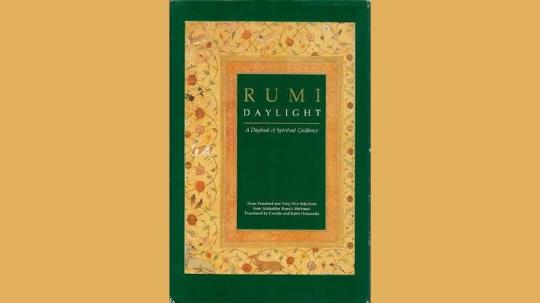 RUMI
DAYLIGHT
A Daybook of Spiritual Guidance
Three Hundred and Sixty-Five Selections
from Jelaluddin Rumi's Mathnawi
Translated by Camille and Kabir Helminski